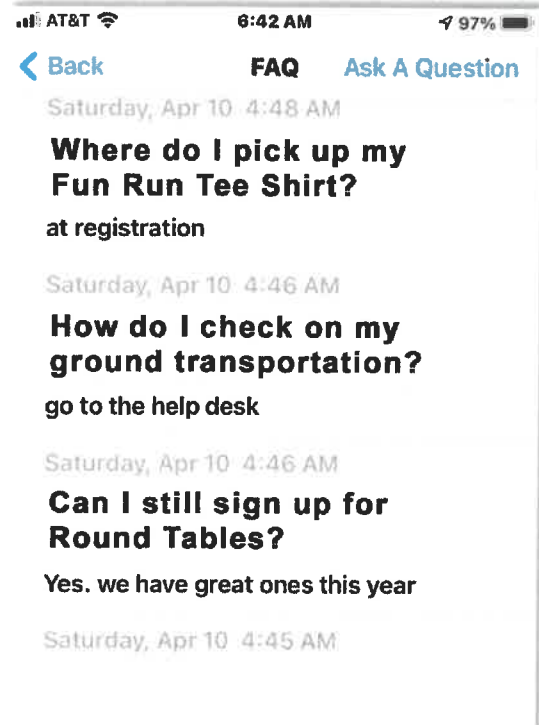 AT&T 6:42 AM 97%
Back FAQ Ask A Question
Saturday, Apr 10 4:48 AM
Where do I pick up my
Fun Run Tee Shirt?
at registration
Saturday, Apr 10 4:46 AM
How do I check on my
ground transportation?
go to the help desk
Saturday, Apr 10 4:46 AM
Can I still sign up for
Round Tables?
Yes. we have great ones this year
Saturday, Apr 10 4:45 AM